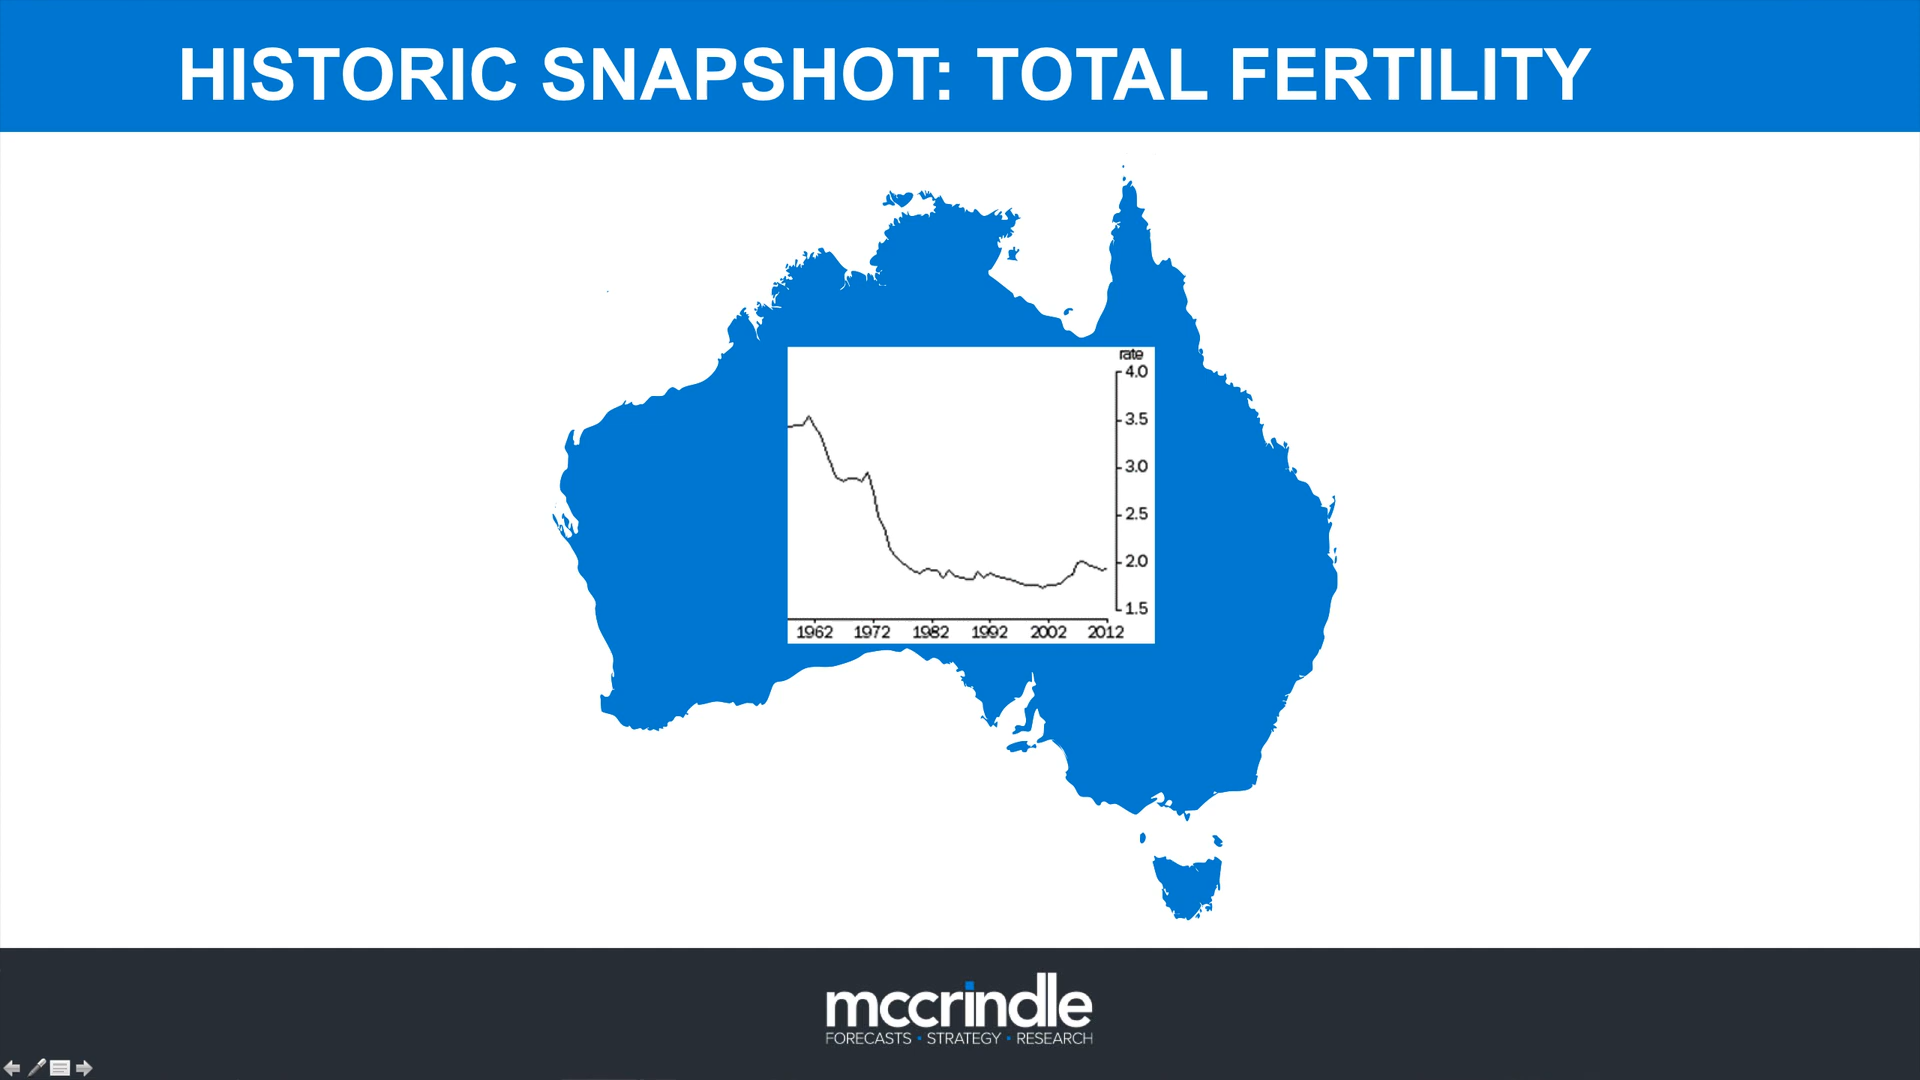 HISTORIC SNAPSHOT: TOTAL FERTILITY
rate
4.0
3.5
3.0
2.5
2.0
1.5
1962 1972 1982 1992 2002 2012
mccrindle
FORECASTS · STRATEGY · RESEARCH